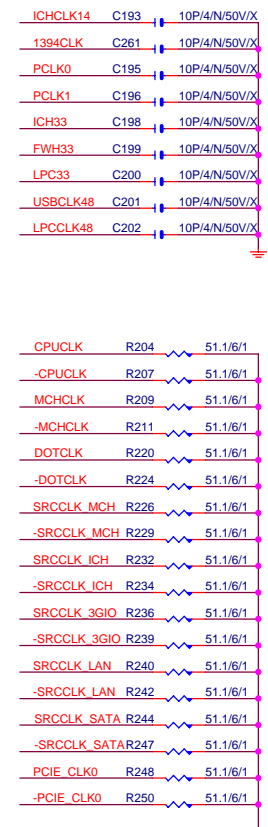 ICHCLK14 C193 10P/4/N/50V/X
1394CLK C261 10P/4/N/50V/X
PCLK0 C195 10P/4/N/50V/X
PCLK1 C196 10P/4/N/50V/X
ICH33 C198 10P/4/N/50V/X
FWH33 C199 10P/4/N/50V/X
LPC33 C200 10P/4/N/50V/X
USBCLK48 C201 10P/4/N/50V/X
LPCCLK48 C202 10P/4/N/50V/X
CPUCLK R204 51.1/6/1
-CPUCLK R207 51.1/6/1
MCHCLK R209 51.1/6/1
-MCHCLK R211 51.1/6/1
DOTCLK R220 51.1/6/1
-DOTCLK R224 51.1/6/1
SRCCLK_MCH R226 51.1/6/1
-SRCCLK_MCH R229 51.1/6/1
SRCCLK_ICH R232 51.1/6/1
-SRCCLK_ICH R234 51.1/6/1
SRCCLK_3GIO R236 51.1/6/1
-SRCCLK_3GIO R239 51.1/6/1
SRCCLK_LAN R240 51.1/6/1
-SRCCLK_LAN R242 51.1/6/1
SRCCLK_SATA R244 51.1/6/1
-SRCCLK_SATA R247 51.1/6/1
PCIE_CLK0 R248 51.1/6/1
-PCIE_CLK0 R250 51.1/6/1